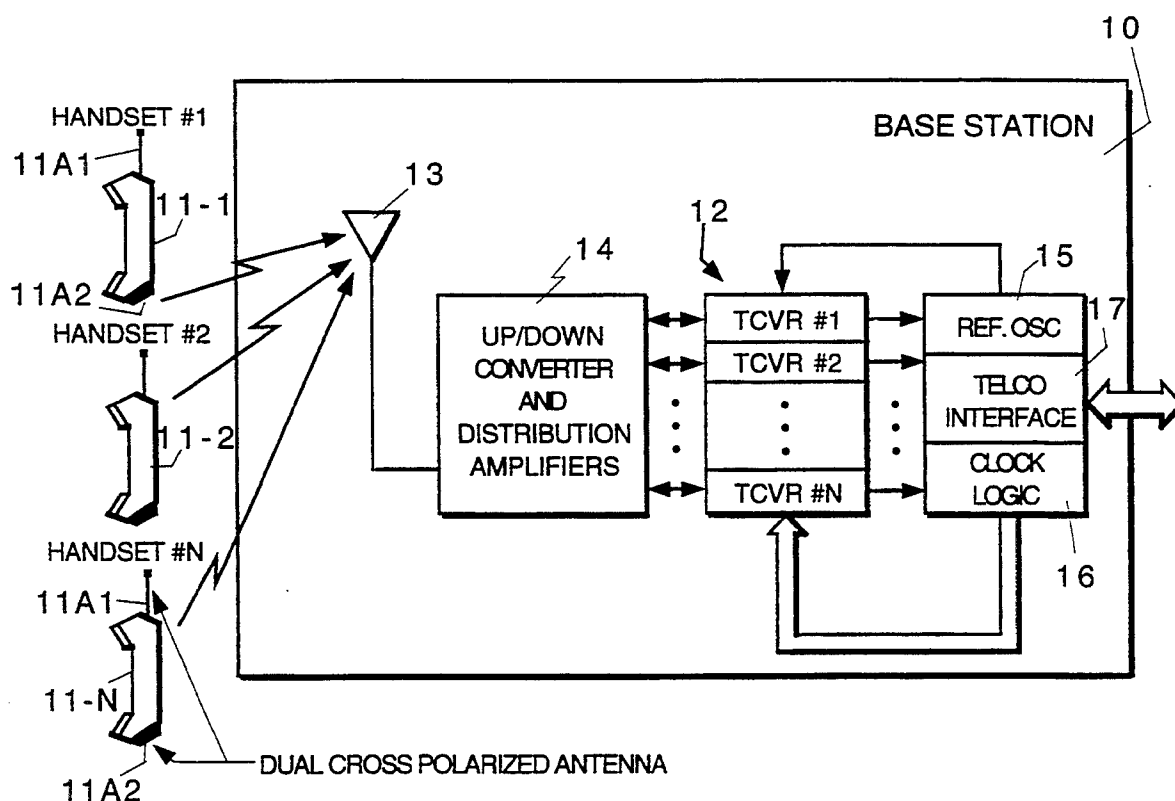 10
BASE STATION
HANDSET #1
11A1
11-1
11A2
13
12
14
15
17
HANDSET #2
11-2
UP/DOWN
CONVERTER
AND
DISTRIBUTION
AMPLIFIERS
TCVR #1
TCVR #2
TCVR #N
REF. OSC
TELCO
INTERFACE
CLOCK
LOGIC
16
HANDSET #N
11A1
11-N
11A2
DUAL CROSS POLARIZED ANTENNA